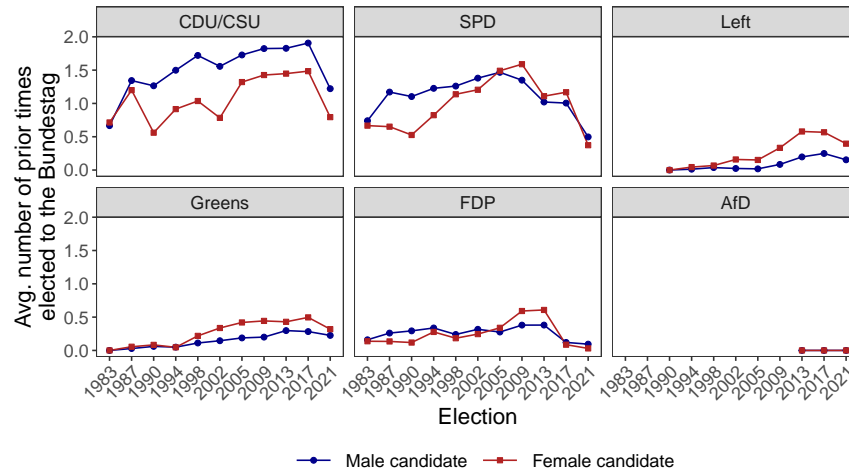 CDU/CSU SPD Left
2.0
1.5
1.0
0.5
0.0
Greens FDP AfD
2.0
1.5
1.0
0.5
0.0
Avg. number of prior times
elected to the Bundestag
1983 1987 1990 1994 1998 2002 2005 2009 2013 2017 2021 1983 1987 1990 1994 1998 2002 2005 2009 2013 2017 2021 1983 1987 1990 1994 1998 2002 2005 2009 2013 2017 2021
Election
Male candidate Female candidate